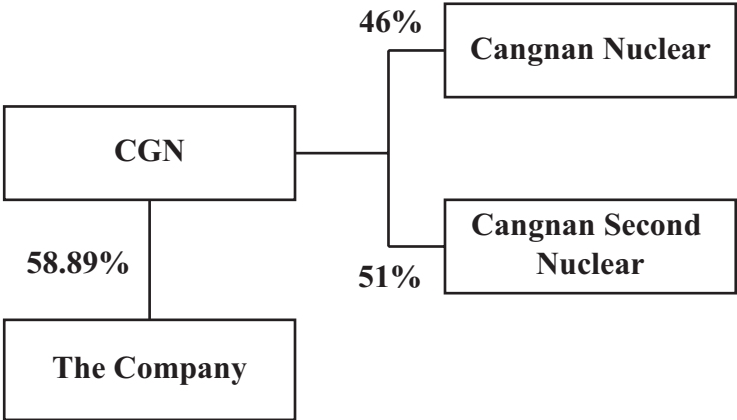 46%
Cangnan Nuclear
CGN
58.89%
51%
Cangnan Second
Nuclear
The Company